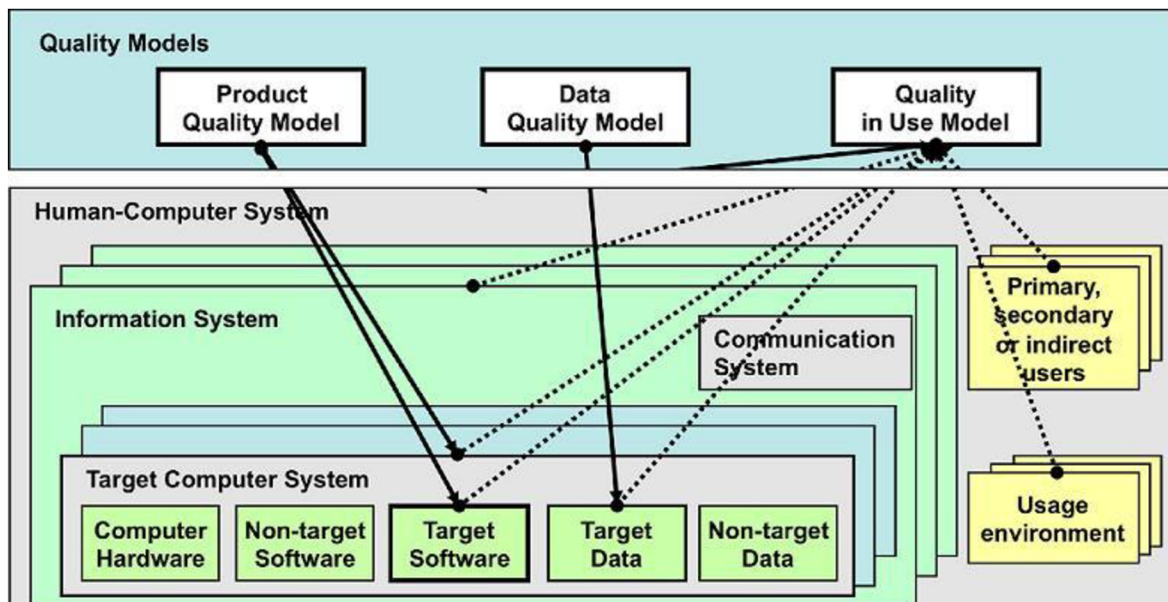 Quality Models
Product
Quality Model
Data
Quality Model
Quality
in Use Model
Human-Computer System
Information System
Communication
System
Primary,
secondary
or indirect
users
Target Computer System
Computer
Hardware
Non-target
Software
Target
Software
Target
Data
Non-target
Data
Usage
environment